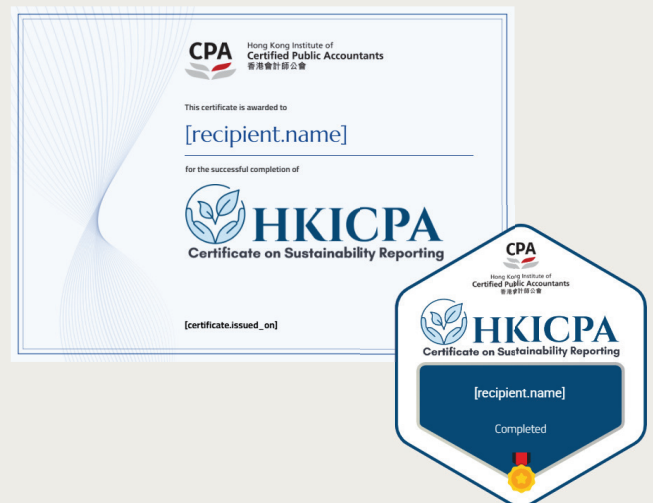 CPA
Hong Kong Institute of
Certified Public Accountants
香港會計師公會
This certificate is awarded to
[recipient.name]
for the successful completion of
HKICPA
Certificate on Sustainability Reporting
[certificate.issued_on]
CPA
Hong Kong Institute of
Certified Public Accountants
香港會計師公會
HKICPA
Certificate on Sustainability Reporting
[recipient.name]
Completed